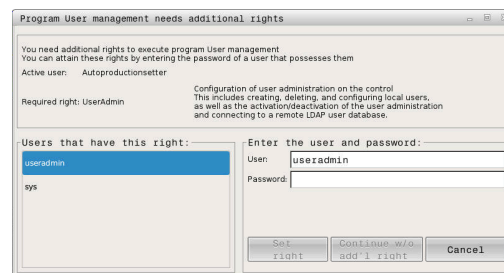 Program User management needs additional rights
You need additional rights to execute program User management
You can attain these rights by entering the password of a user that possesses them
Active user: Autoproductionsetter
Required right: UserAdmin
Configuration of user administration on the control
This includes creating, deleting, and configuring local users,
as well as the activation/deactivation of the user administration
and connecting to a remote LDAP user database.
Users that have this right:
useradmin
sys
Enter the user and password:
User: useradmin
Password:
Set right
Continue w/o add'l right
Cancel